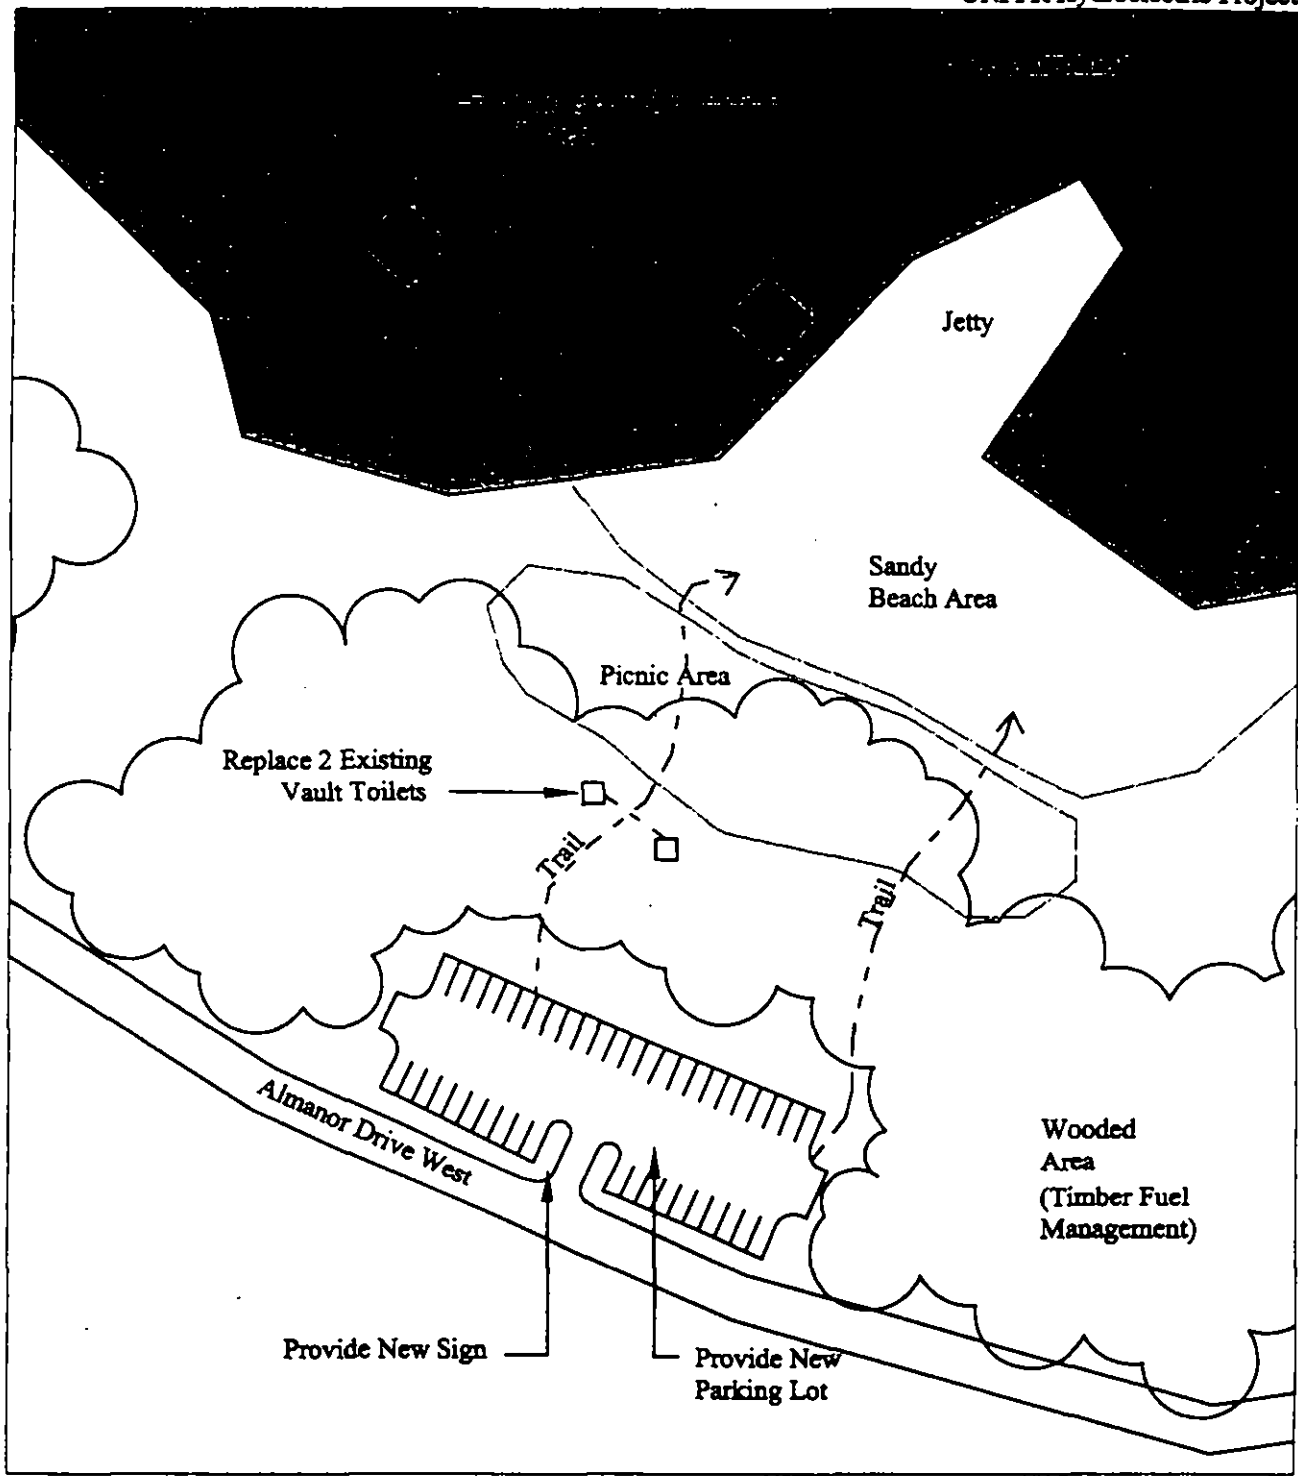 Project
Jetty
Sandy
Beach Area
Picnic Area
Replace 2 Existing
Vault Toilets
Trail
Trail
Almanor Drive West
Wooded
Area
(Timber Fuel
Management)
Provide New Sign
Provide New
Parking Lot